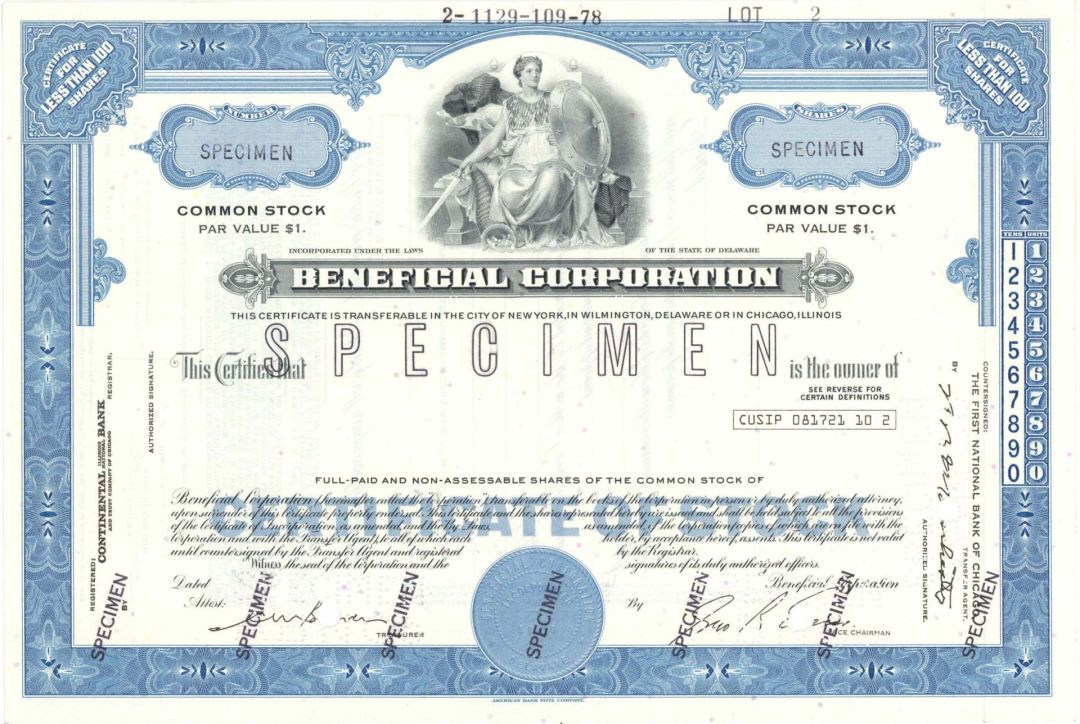 2- 1129-109-78 LOT 2
CERTIFICATE FOR LESS THAN 100 SHARES
CERTIFICATE FOR LESS THAN 100 SHARES
NUMBER
SPECIMEN
SHARES
SPECIMEN
COMMON STOCK
PAR VALUE $1.
COMMON STOCK
PAR VALUE $1.
INCORPORATED UNDER THE LAWS OF THE STATE OF DELAWARE
BENEFICIAL CORPORATION
THIS CERTIFICATE IS TRANSFERABLE IN THE CITY OF NEW YORK, IN WILMINGTON, DELAWARE OR IN CHICAGO, ILLINOIS
SPECIMEN
This Certifies that is the owner of
SEE REVERSE FOR
CERTAIN DEFINITIONS
CUSIP 081721 10 2
FULL-PAID AND NON-ASSESSABLE SHARES OF THE COMMON STOCK OF
Beneficial Corporation (hereinafter called the "Corporation") transferable on the books of the Corporation in person or by duly authorized attorney,
upon surrender of this Certificate properly endorsed. This Certificate and the shares represented hereby are issued and shall be held subject to all the provisions
of the Certificate of Incorporation, as amended, and the By-Laws, as amended, of the Corporation (copies of which are on file with the
Corporation and with the Transfer Agent), to all of which each holder, by acceptance hereof, assents. This Certificate is not valid
until countersigned by the Transfer Agent and registered by the Registrar.
Witness, the seal of the Corporation and the signatures of its duly authorized officers.
Dated
Beneficial Corporation
Attest:
By
TREASURER
VICE CHAIRMAN
SPECIMEN
SPECIMEN
SPECIMEN
SPECIMEN
SPECIMEN
SPECIMEN
SPECIMEN
REGISTERED:
CONTINENTAL ILLINOIS NATIONAL BANK
AND TRUST COMPANY OF CHICAGO
REGISTRAR,
BY
AUTHORIZED SIGNATURE.
COUNTERSIGNED:
THE FIRST NATIONAL BANK OF CHICAGO
TRANSFER AGENT,
BY
AUTHORIZED SIGNATURE.
TENS UNITS
1 1
2 2
3 3
4 4
5 5
6 6
7 7
8 8
9 9
0 0
AMERICAN BANK NOTE COMPANY.